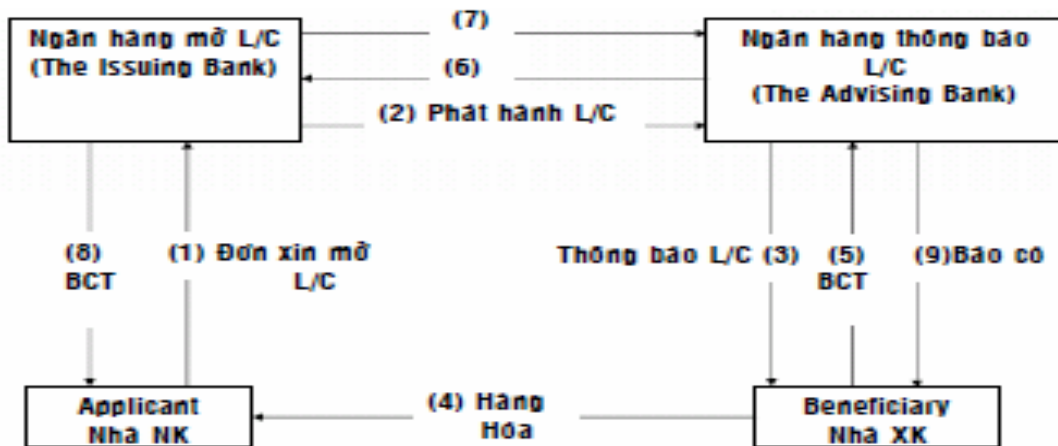 (7)
Ngân hàng mở L/C
(The Issuing Bank)
Ngân hàng thông báo
L/C
(The Advising Bank)
(6)
(2) Phát hành L/C
(8)
BCT
(1) Đơn xin mở
L/C
Thông báo L/C (3)
(5)
BCT
(9)Báo có
Applicant
Nhà NK
(4) Hàng
Hóa
Beneficiary
Nhà XK